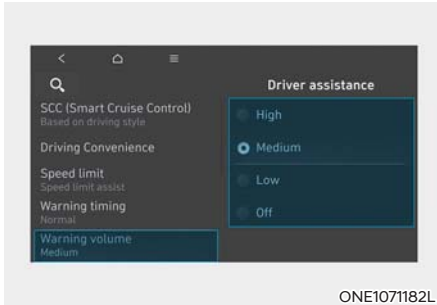 Driver assistance
SCC (Smart Cruise Control)
Based on driving style
Driving Convenience
Speed limit
Speed limit assist
Warning timing
Normal
Warning volume
Medium
High
Medium
Low
Off
ONE1071182L